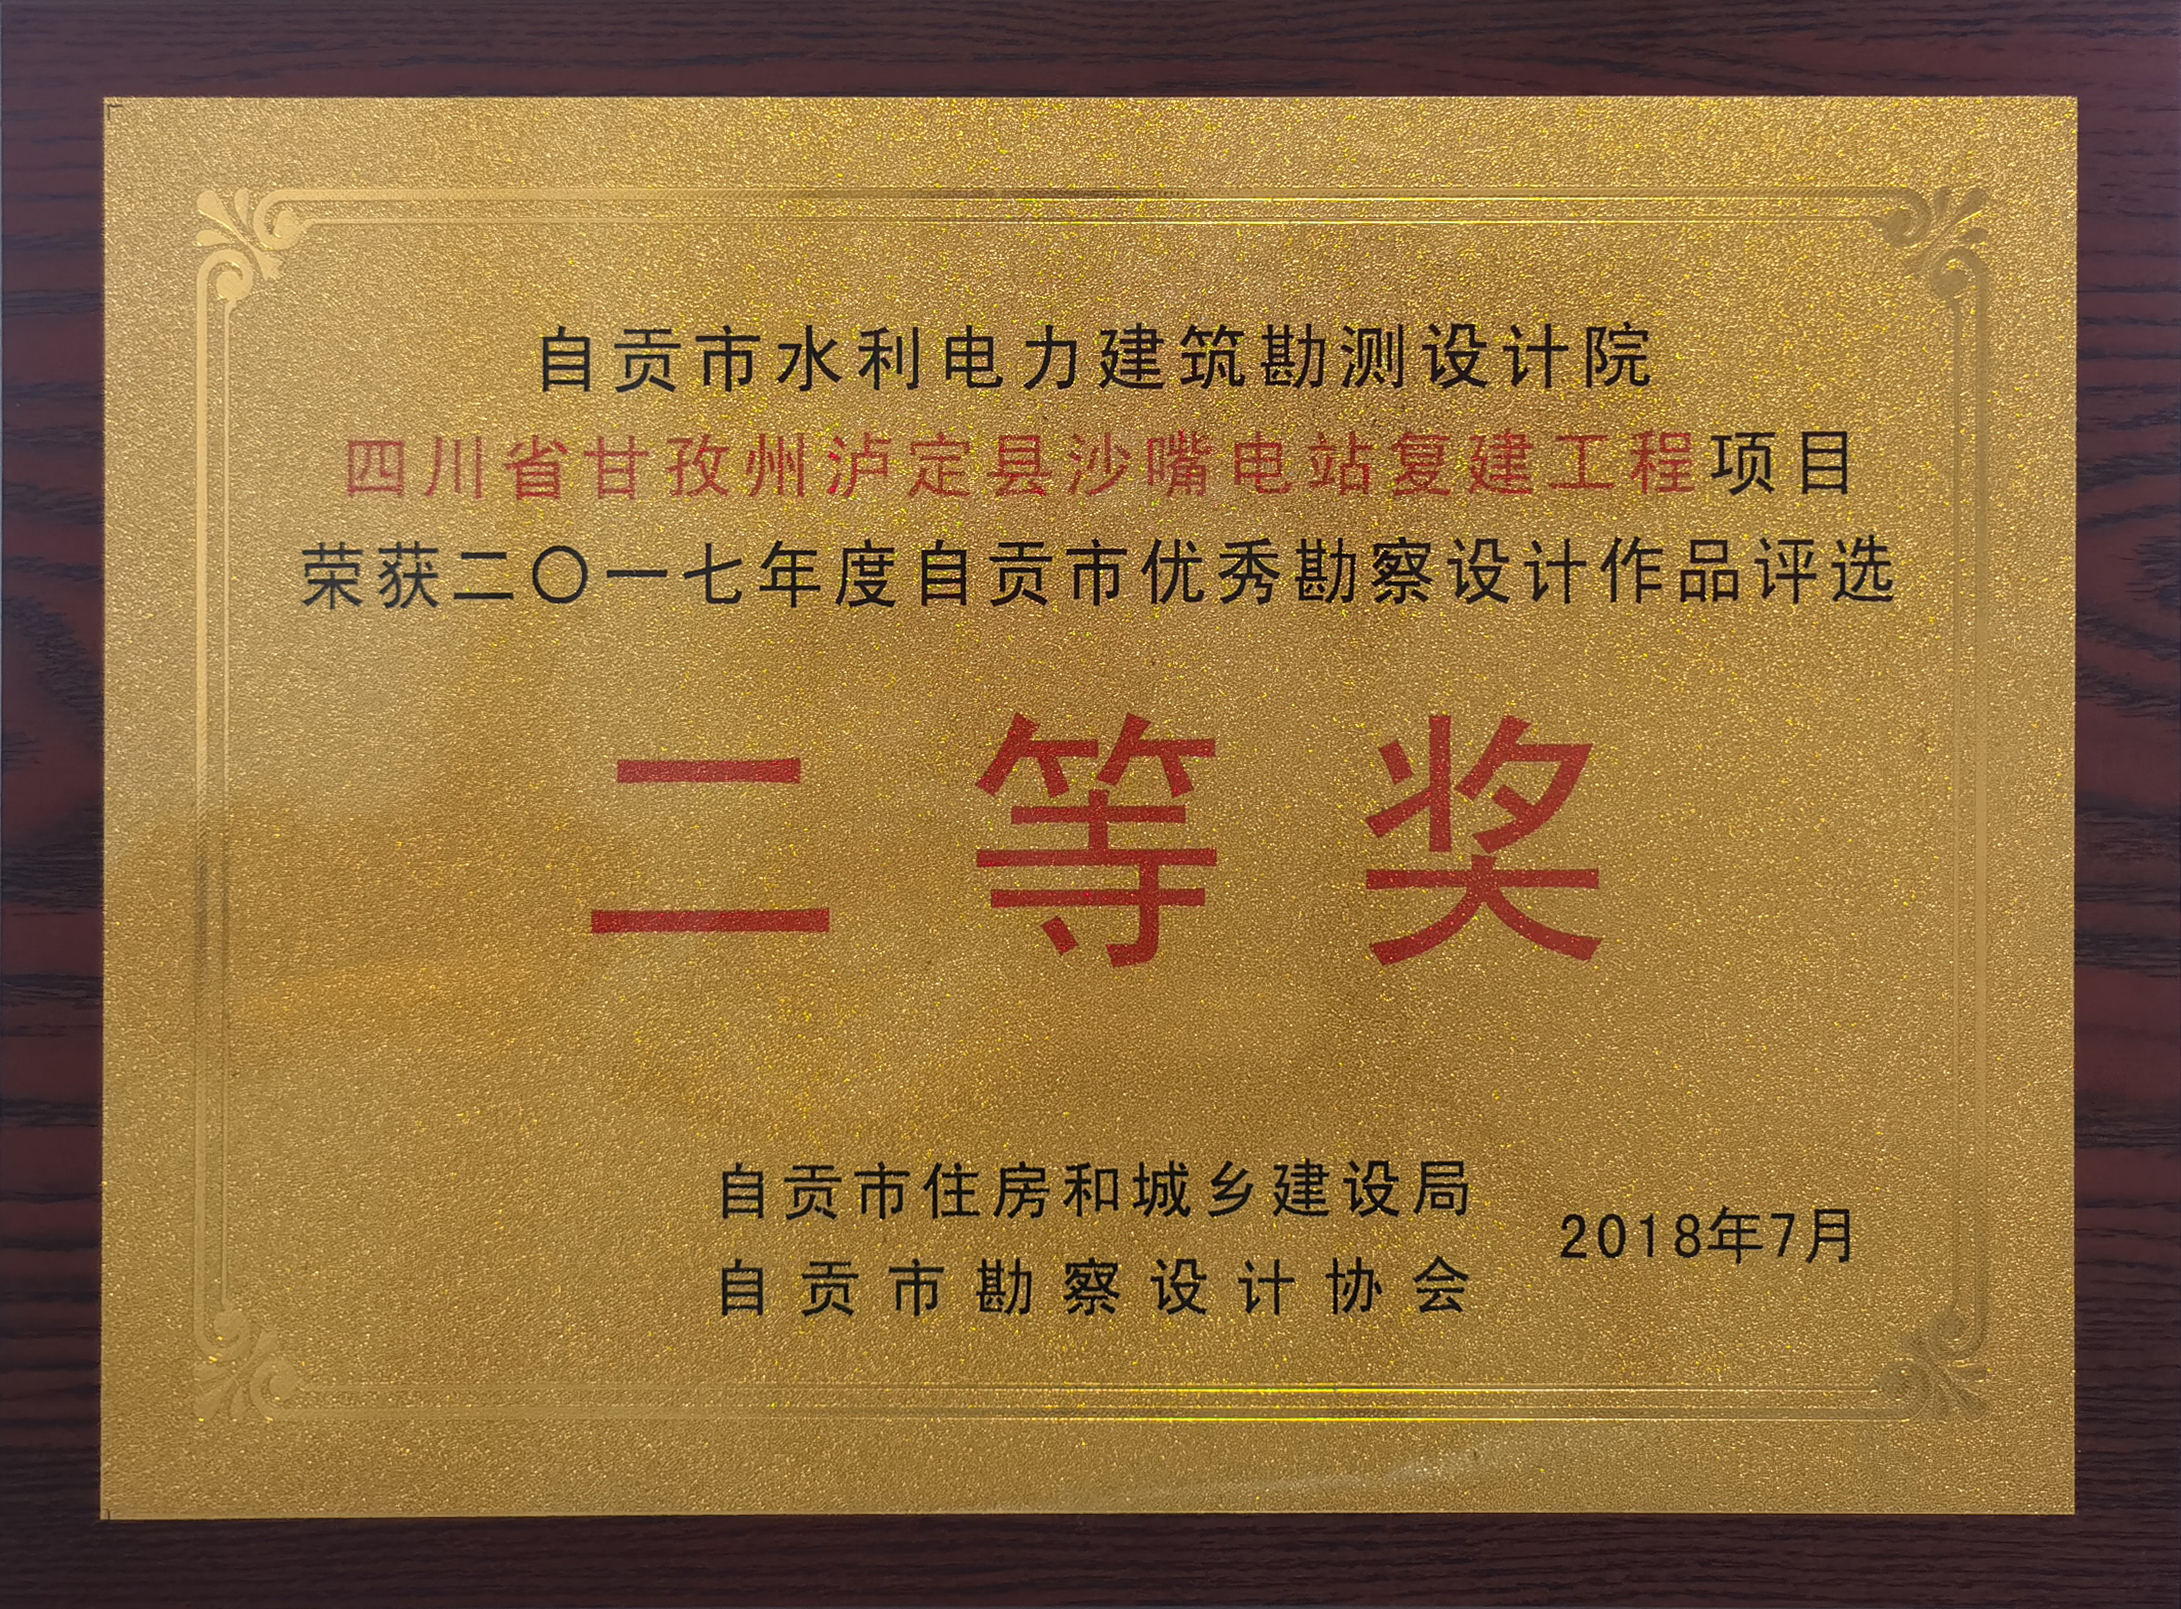 自贡市水利电力建筑勘测设计院
四川省甘孜州泸定县沙嘴电站复建工程项目
荣获二〇一七年度自贡市优秀勘察设计作品评选
二等奖
自贡市住房和城乡建设局
自贡市勘察设计协会
2018年7月